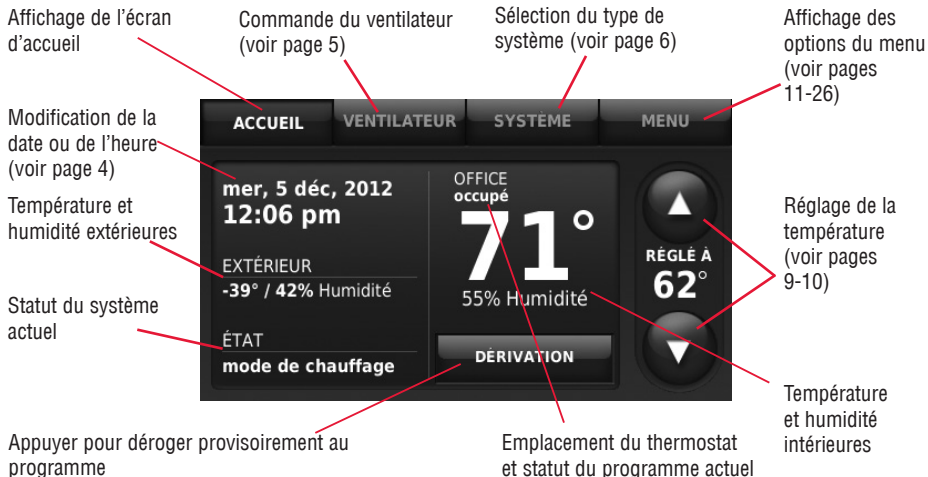 Affichage de l'écran
d'accueil
Commande du ventilateur
(voir page 5)
Sélection du type de
système (voir page 6)
Affichage des
options du menu
(voir pages
11-26)
Modification de la
date ou de l'heure
(voir page 4)
Température et
humidité extérieures
Statut du système
actuel
ACCUEIL
VENTILATEUR
SYSTÈME
MENU
mer, 5 déc, 2012
12:06 pm
EXTÉRIEUR
-39° / 42% Humidité
ÉTAT
mode de chauffage
OFFICE
occupé
71°
55% Humidité
DÉRIVATION
RÉGLÉ À
62°
Réglage de la
température
(voir pages
9-10)
Température
et humidité
intérieures
Appuyer pour déroger provisoirement au
programme
Emplacement du thermostat
et statut du programme actuel